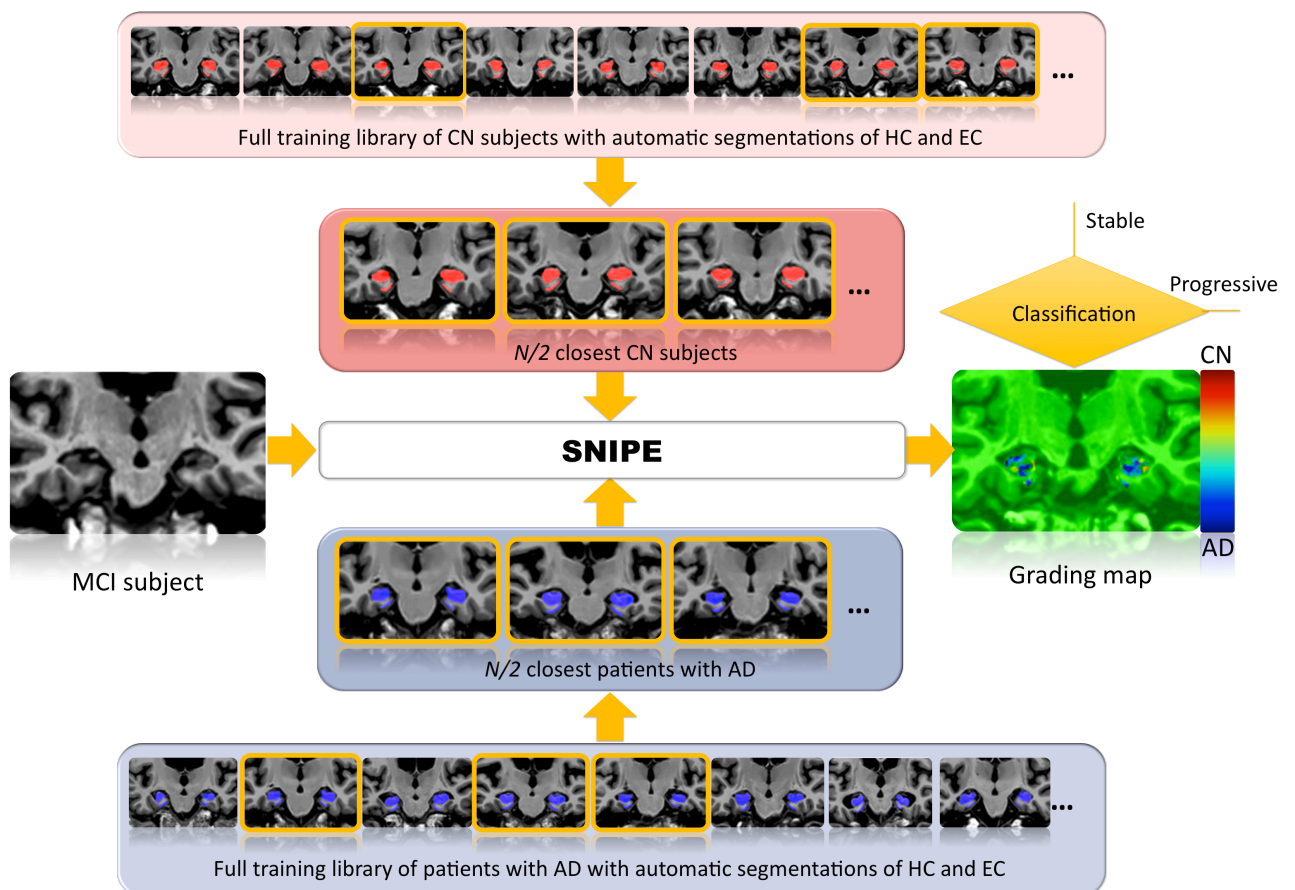 ...
Full training library of CN subjects with automatic segmentations of HC and EC
Stable
Progressive
Classification
...
N/2 closest CN subjects
CN
SNIPE
AD
MCI subject
Grading map
...
N/2 closest patients with AD
...
Full training library of patients with AD with automatic segmentations of HC and EC